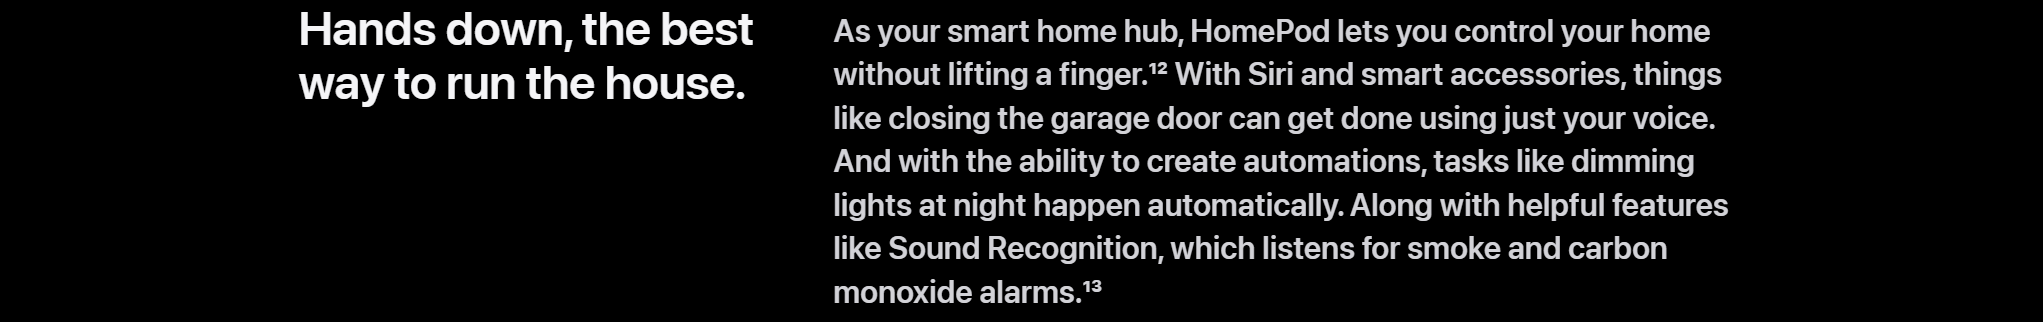 Hands down, the best
way to run the house.
As your smart home hub, HomePod lets you control your home
without lifting a finger.¹² With Siri and smart accessories, things
like closing the garage door can get done using just your voice.
And with the ability to create automations, tasks like dimming
lights at night happen automatically. Along with helpful features
like Sound Recognition, which listens for smoke and carbon
monoxide alarms.¹³